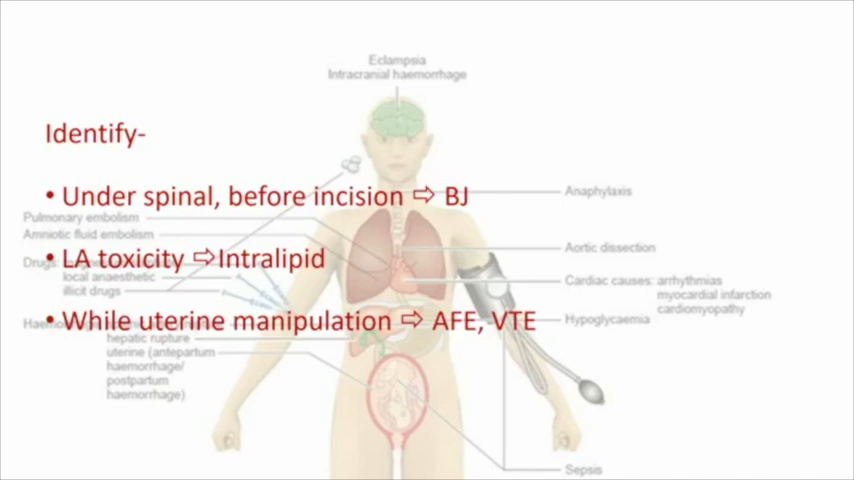 Eclampsia
Intracranial haemorrhage
Identify-
• Under spinal, before incision ⇨ BJ
Anaphylaxis
Pulmonary embolism
Amniotic fluid embolism
Aortic dissection
• LA toxicity ⇨Intralipid
Drugs:
local anaesthetic
illicit drugs
Cardiac causes: arrhythmias
myocardial infarction
cardiomyopathy
• While uterine manipulation ⇨ AFE, VTE
Hypoglycaemia
hepatic rupture
uterine (antepartum
haemorrhage/
postpartum
haemorrhage)
Sepsis